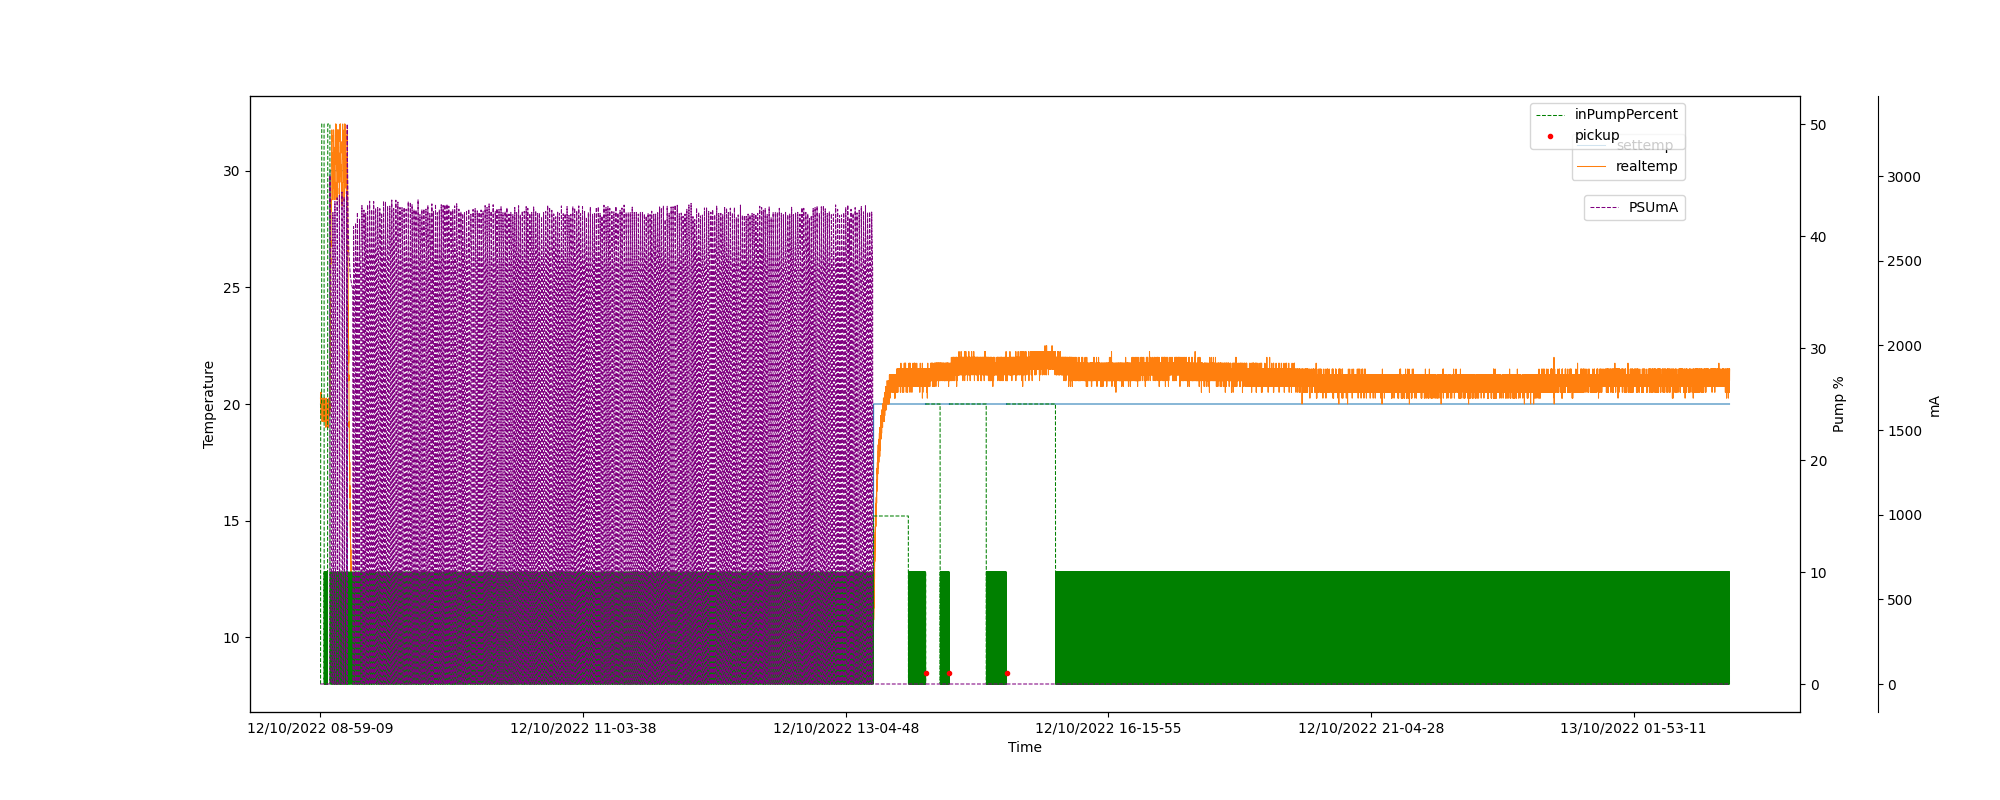 inPumpPercent
pickup
settemp
realtemp
PSUmA
30
25
20
15
10
Temperature
50
40
30
20
10
0
Pump %
3000
2500
2000
1500
1000
500
0
mA
12/10/2022 08-59-09
12/10/2022 11-03-38
12/10/2022 13-04-48
12/10/2022 16-15-55
12/10/2022 21-04-28
13/10/2022 01-53-11
Time